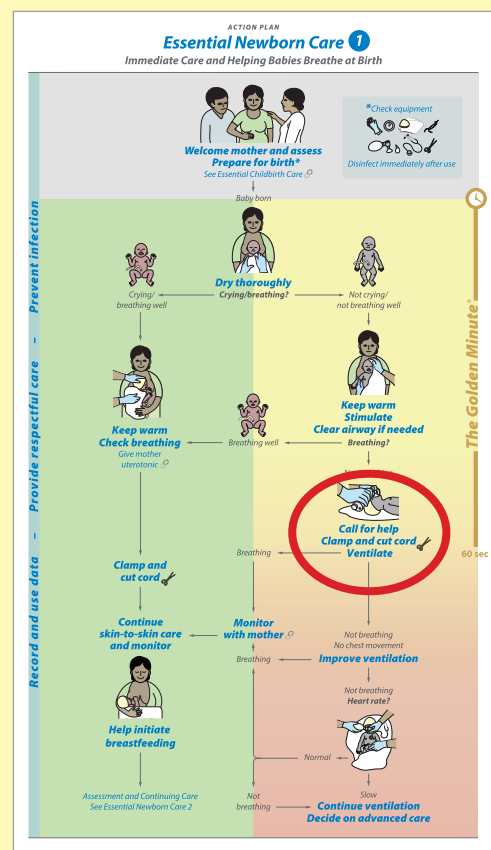 ACTION PLAN
Essential Newborn Care 1
Immediate Care and Helping Babies Breathe at Birth
*Check equipment
Disinfect immediately after use
Welcome mother and assess
Prepare for birth*
See Essential Childbirth Care
Baby born
Dry thoroughly
Crying/breathing?
Crying/
breathing well
Not crying/
not breathing well
Keep warm
Check breathing
Give mother
uterotonic
Breathing well
Keep warm
Stimulate
Clear airway if needed
Breathing?
Call for help
Clamp and cut cord
Ventilate
Breathing
60 sec
The Golden Minute®
Clamp and
cut cord
Continue
skin-to-skin care
and monitor
Monitor
with mother
Not breathing
No chest movement
Breathing
Improve ventilation
Not breathing
Heart rate?
Help initiate
breastfeeding
Normal
Assessment and Continuing Care
See Essential Newborn Care 2
Not
breathing
Slow
Continue ventilation
Decide on advanced care
Record and use data – Provide respectful care – Prevent infection